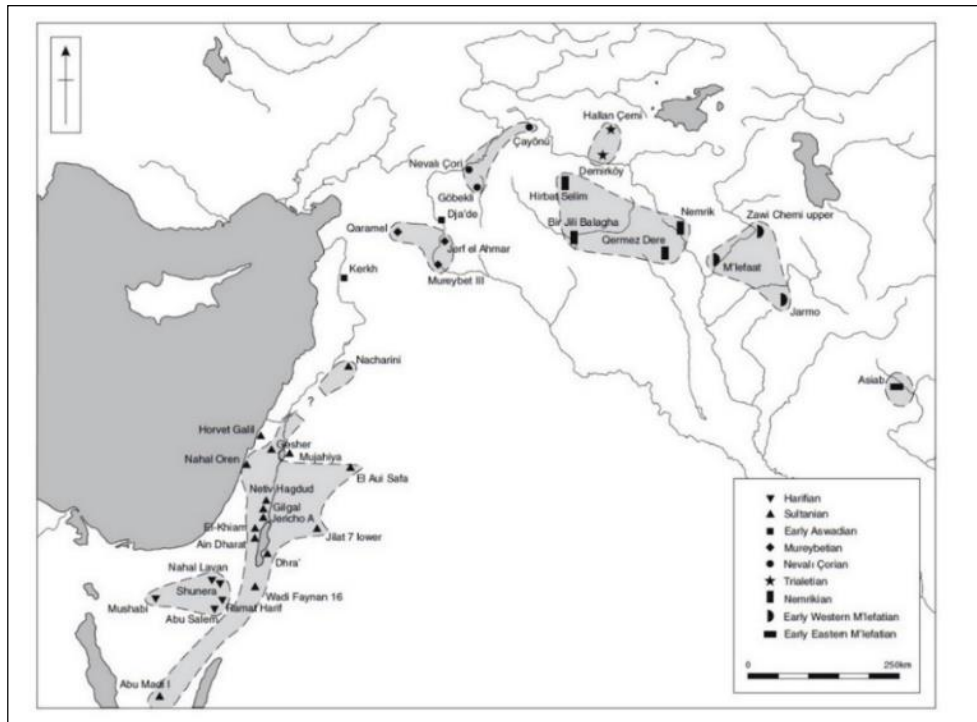 Hallan Çemi
Çayönü
Nevalı Çori
Demirköy
Göbekli
Hirbat Selim
Dja'de
Nemrik
Zawi Chemi upper
Qaramel
Bir Jili Balagha
Jerf el Ahmar
Qermez Dere
M'lefaat
Kerkh
Mureybet III
Jarmo
Nacharini
Asiab
?
Horvet Galil
Gesher
Mujahiya
Nahal Oren
El Aui Safa
Netiv Hagdud
Gilgal
Jericho A
El-Khiam
Jilat 7 lower
Ain Dharat
Dhra'
Nahal Lavan
Shunera
Wadi Faynan 16
Mushabi
Ramat Harif
Abu Salem
Abu Madi I
Harifian
Sultanian
Early Aswadian
Mureybetian
Nevalı Çorian
Trialetian
Nemrikian
Early Western M'lefatian
Early Eastern M'lefatian
0 250km